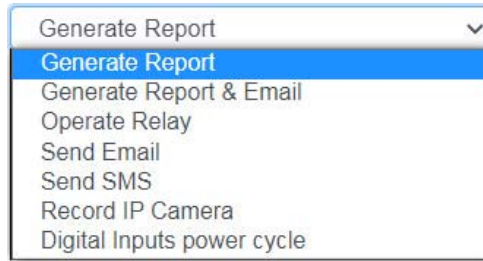 Generate Report
Generate Report
Generate Report & Email
Operate Relay
Send Email
Send SMS
Record IP Camera
Digital Inputs power cycle